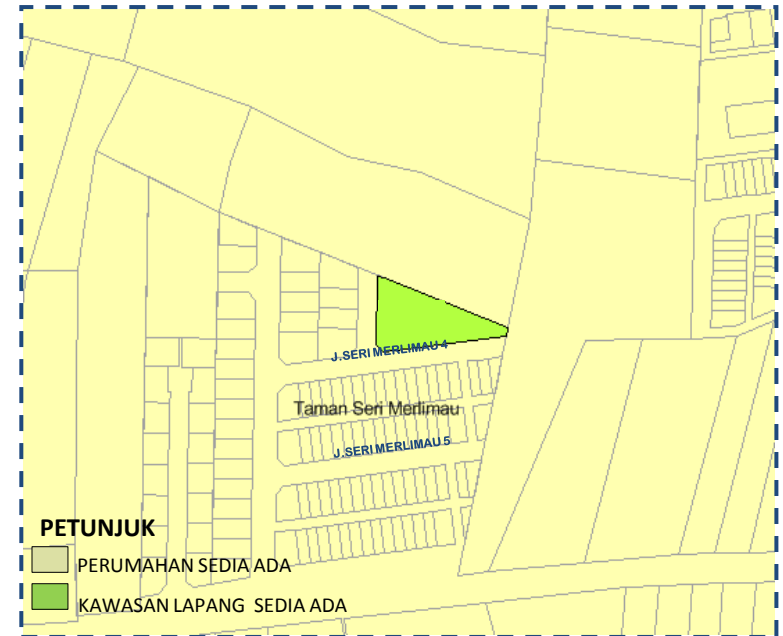 J.SERI MERLIMAU 4
Taman Seri Merlimau
J.SERI MERLIMAU 5
PETUNJUK
PERUMAHAN SEDIA ADA
KAWASAN LAPANG SEDIA ADA